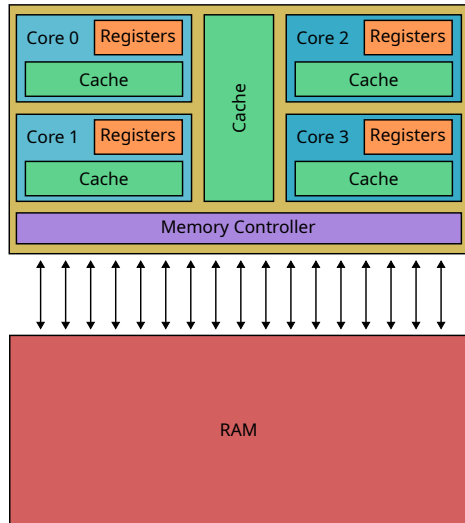 Core 0
Registers
Cache
Core 1
Registers
Cache
Cache
Core 2
Registers
Cache
Core 3
Registers
Cache
Memory Controller
RAM